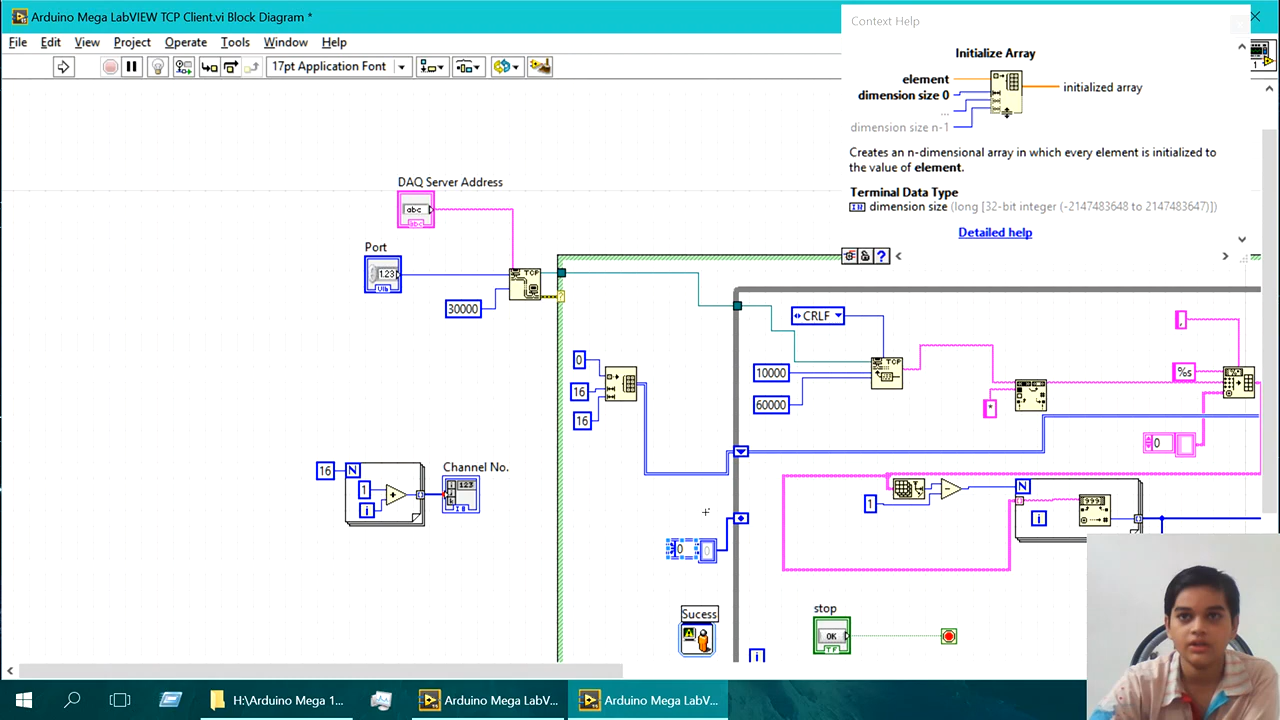 Arduino Mega LabVIEW TCP Client.vi Block Diagram *
File Edit View Project Operate Tools Window Help
17pt Application Font
Context Help
Initialize Array
element
dimension size 0
...
dimension size n-1
initialized array
Creates an n-dimensional array in which every element is initialized to
the value of element.
Terminal Data Type
dimension size (long [32-bit integer (-2147483648 to 2147483647)])
Detailed help
DAQ Server Address
abc
Port
123
TCP
30000
CRLF
TCP
10000
60000
0
16
16
%s
0
16
N
1
i
Channel No.
123
1
N
i
0
0
Sucess
stop
OK
TF
i
H:\Arduino Mega 1...
Arduino Mega LabV...
Arduino Mega LabV...